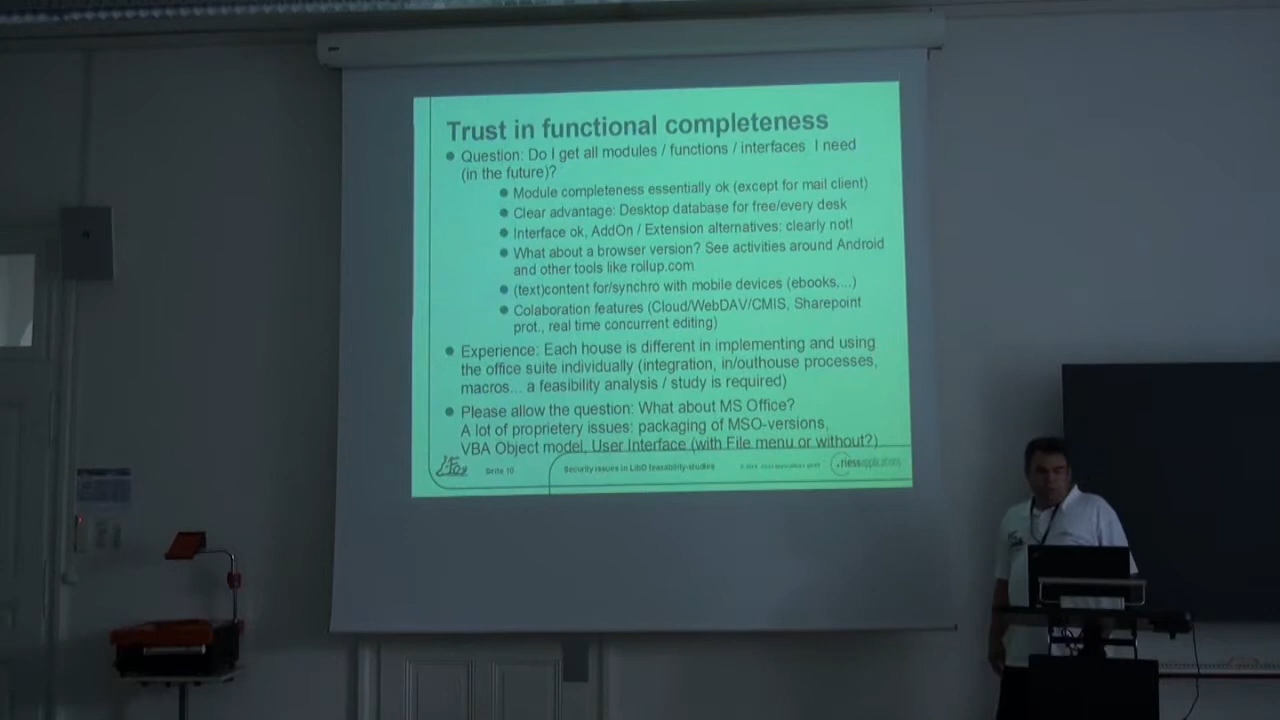 Trust in functional completeness
Question: Do I get all modules / functions / interfaces I need
(in the future)?
Module completeness essentially ok (except for mail client)
Clear advantage: Desktop database for free/every desk
Interface ok, AddOn / Extension alternatives: clearly not!
What about a browser version? See activities around Android
and other tools like rollup.com
(text)content for/synchro with mobile devices (ebooks,...)
Colaboration features (Cloud/WebDAV/CMIS, Sharepoint
prot., real time concurrent editing)
Experience: Each house is different in implementing and using
the office suite individually (integration, in/outhouse processes,
macros... a feasibility analysis / study is required)
Please allow the question: What about MS Office?
A lot of proprietery issues: packaging of MSO-versions,
VBA Object model, User Interface (with File menu or without?)
Seite 10
Security issues in LibO feasability-studies
.riessapplications